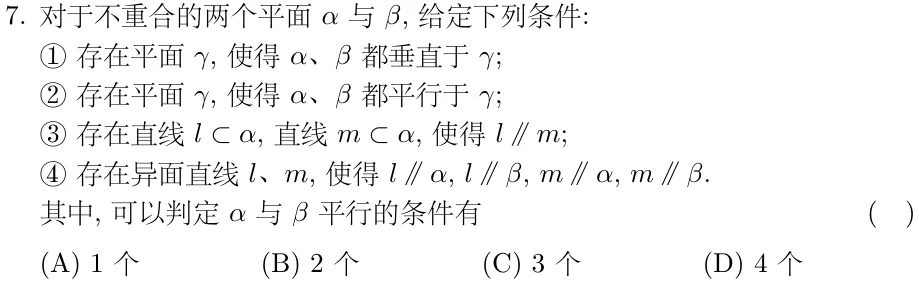 7. 对于不重合的两个平面 α 与 β, 给定下列条件:
① 存在平面 γ, 使得 α、β 都垂直于 γ;
② 存在平面 γ, 使得 α、β 都平行于 γ;
③ 存在直线 l ⊂ α, 直线 m ⊂ α, 使得 l ∥ m;
④ 存在异面直线 l、m, 使得 l ∥ α, l ∥ β, m ∥ α, m ∥ β.
其中, 可以判定 α 与 β 平行的条件有 ( )
(A) 1 个 (B) 2 个 (C) 3 个 (D) 4 个